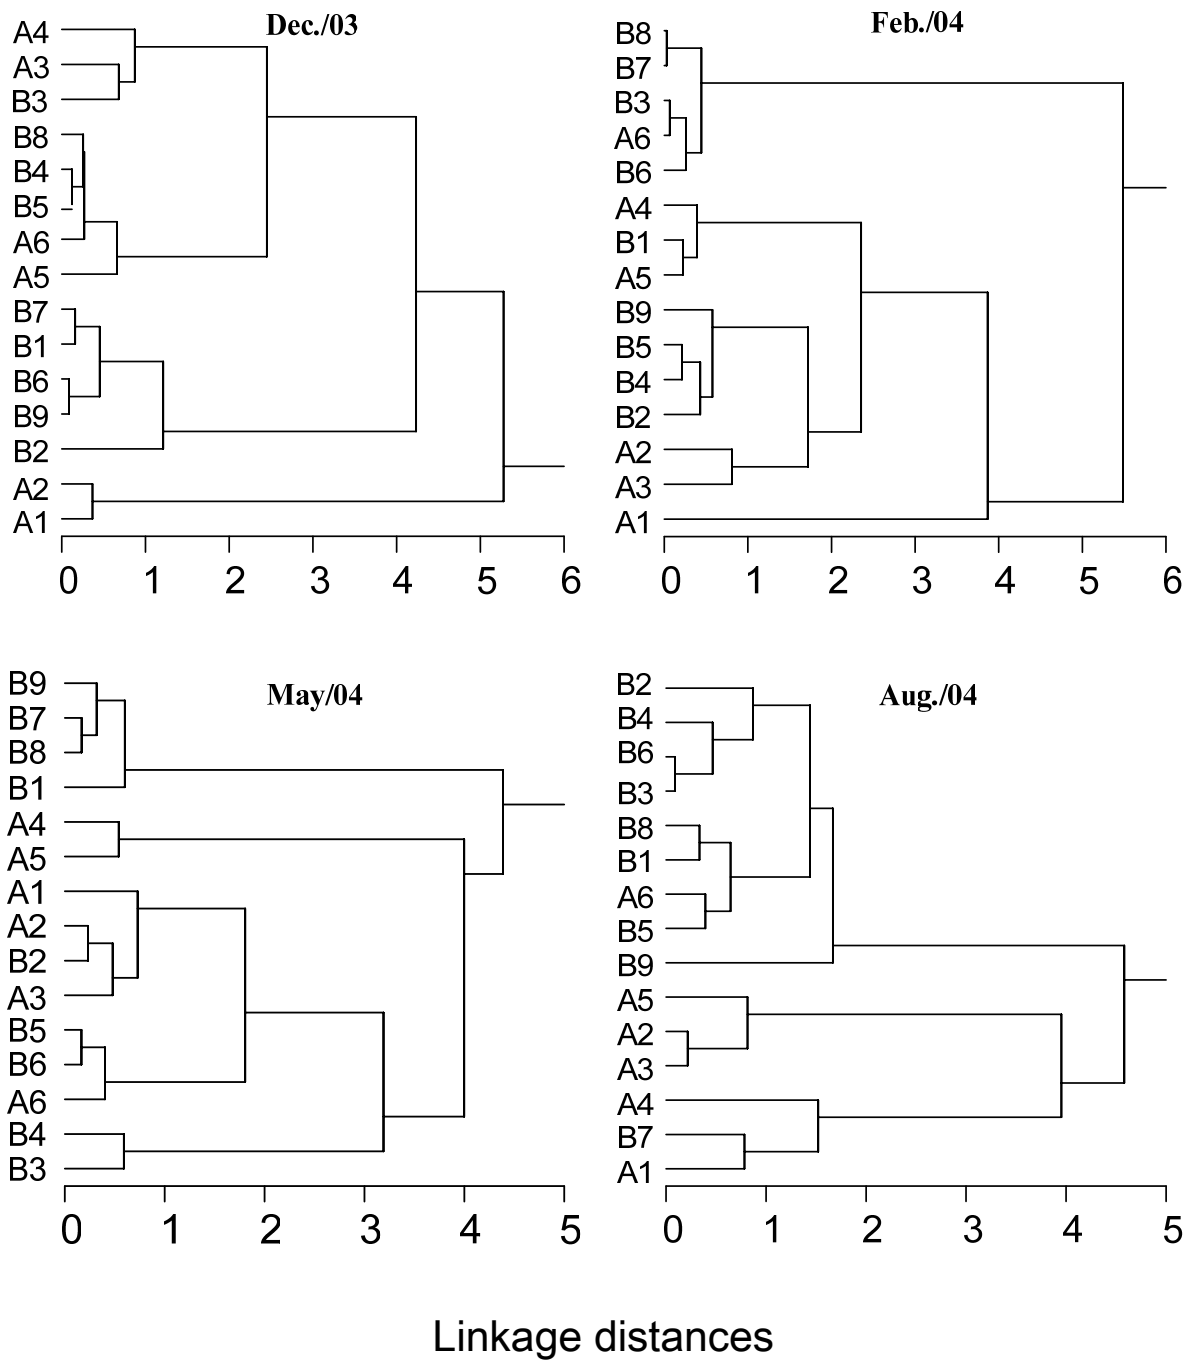 Dec./03
A4
A3
B3
B8
B4
B5
A6
A5
B7
B1
B6
B9
B2
A2
A1
0 1 2 3 4 5 6
Feb./04
B8
B7
B3
A6
B6
A4
B1
A5
B9
B5
B4
B2
A2
A3
A1
0 1 2 3 4 5 6
May/04
B9
B7
B8
B1
A4
A5
A1
A2
B2
A3
B5
B6
A6
B4
B3
0 1 2 3 4 5
Aug./04
B2
B4
B6
B3
B8
B1
A6
B5
B9
A5
A2
A3
A4
B7
A1
0 1 2 3 4 5
Linkage distances